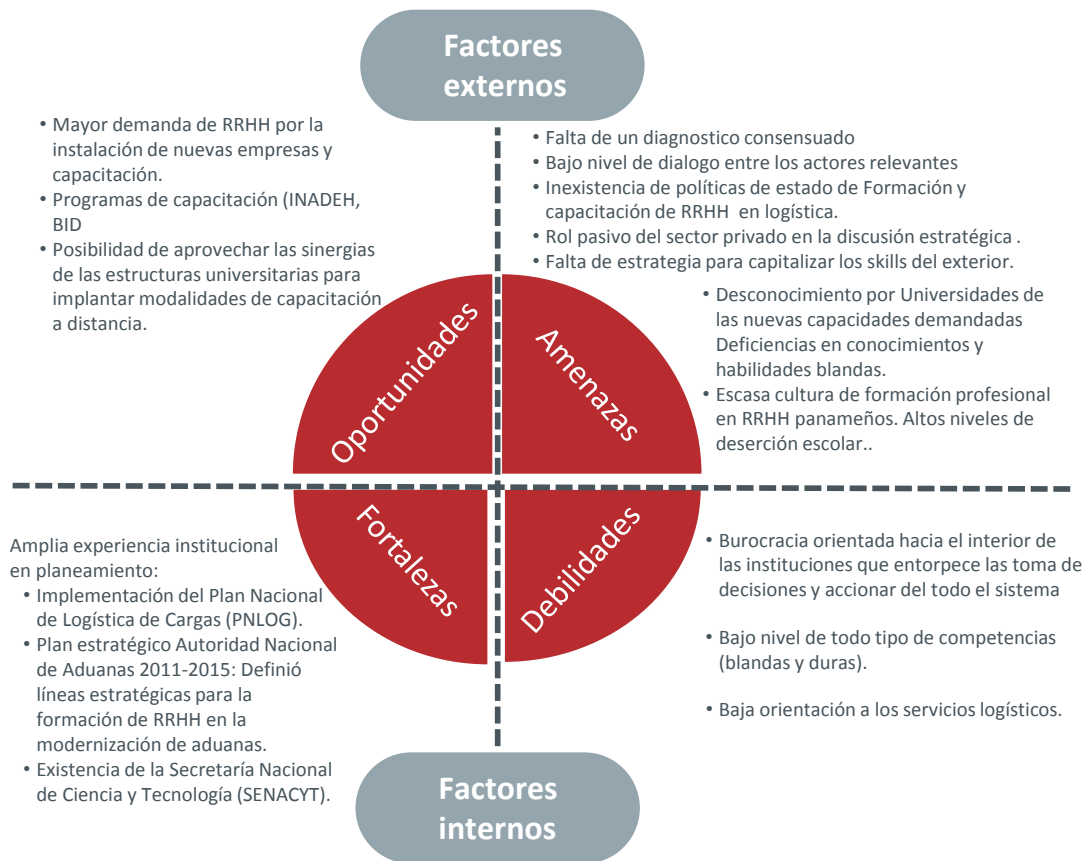 Factores
externos
• Mayor demanda de RRHH por la
instalación de nuevas empresas y
capacitación.
• Programas de capacitación (INADEH,
BID
• Posibilidad de aprovechar las sinergias
de las estructuras universitarias para
implantar modalidades de capacitación
a distancia.
• Falta de un diagnostico consensuado
• Bajo nivel de dialogo entre los actores relevantes
• Inexistencia de políticas de estado de Formación y
capacitación de RRHH en logística.
• Rol pasivo del sector privado en la discusión estratégica .
• Falta de estrategia para capitalizar los skills del exterior.
• Desconocimiento por Universidades de
las nuevas capacidades demandadas
Deficiencias en conocimientos y
habilidades blandas.
• Escasa cultura de formación profesional
en RRHH panameños. Altos niveles de
deserción escolar..
Oportunidades
Amenazas
Fortalezas
Debilidades
Amplia experiencia institucional
en planeamiento:
• Implementación del Plan Nacional
de Logística de Cargas (PNLOG).
• Plan estratégico Autoridad Nacional
de Aduanas 2011-2015: Definió
líneas estratégicas para la
formación de RRHH en la
modernización de aduanas.
• Existencia de la Secretaría Nacional
de Ciencia y Tecnología (SENACYT).
• Burocracia orientada hacia el interior de
las instituciones que entorpece las toma de
decisiones y accionar del todo el sistema
• Bajo nivel de todo tipo de competencias
(blandas y duras).
• Baja orientación a los servicios logísticos.
Factores
internos